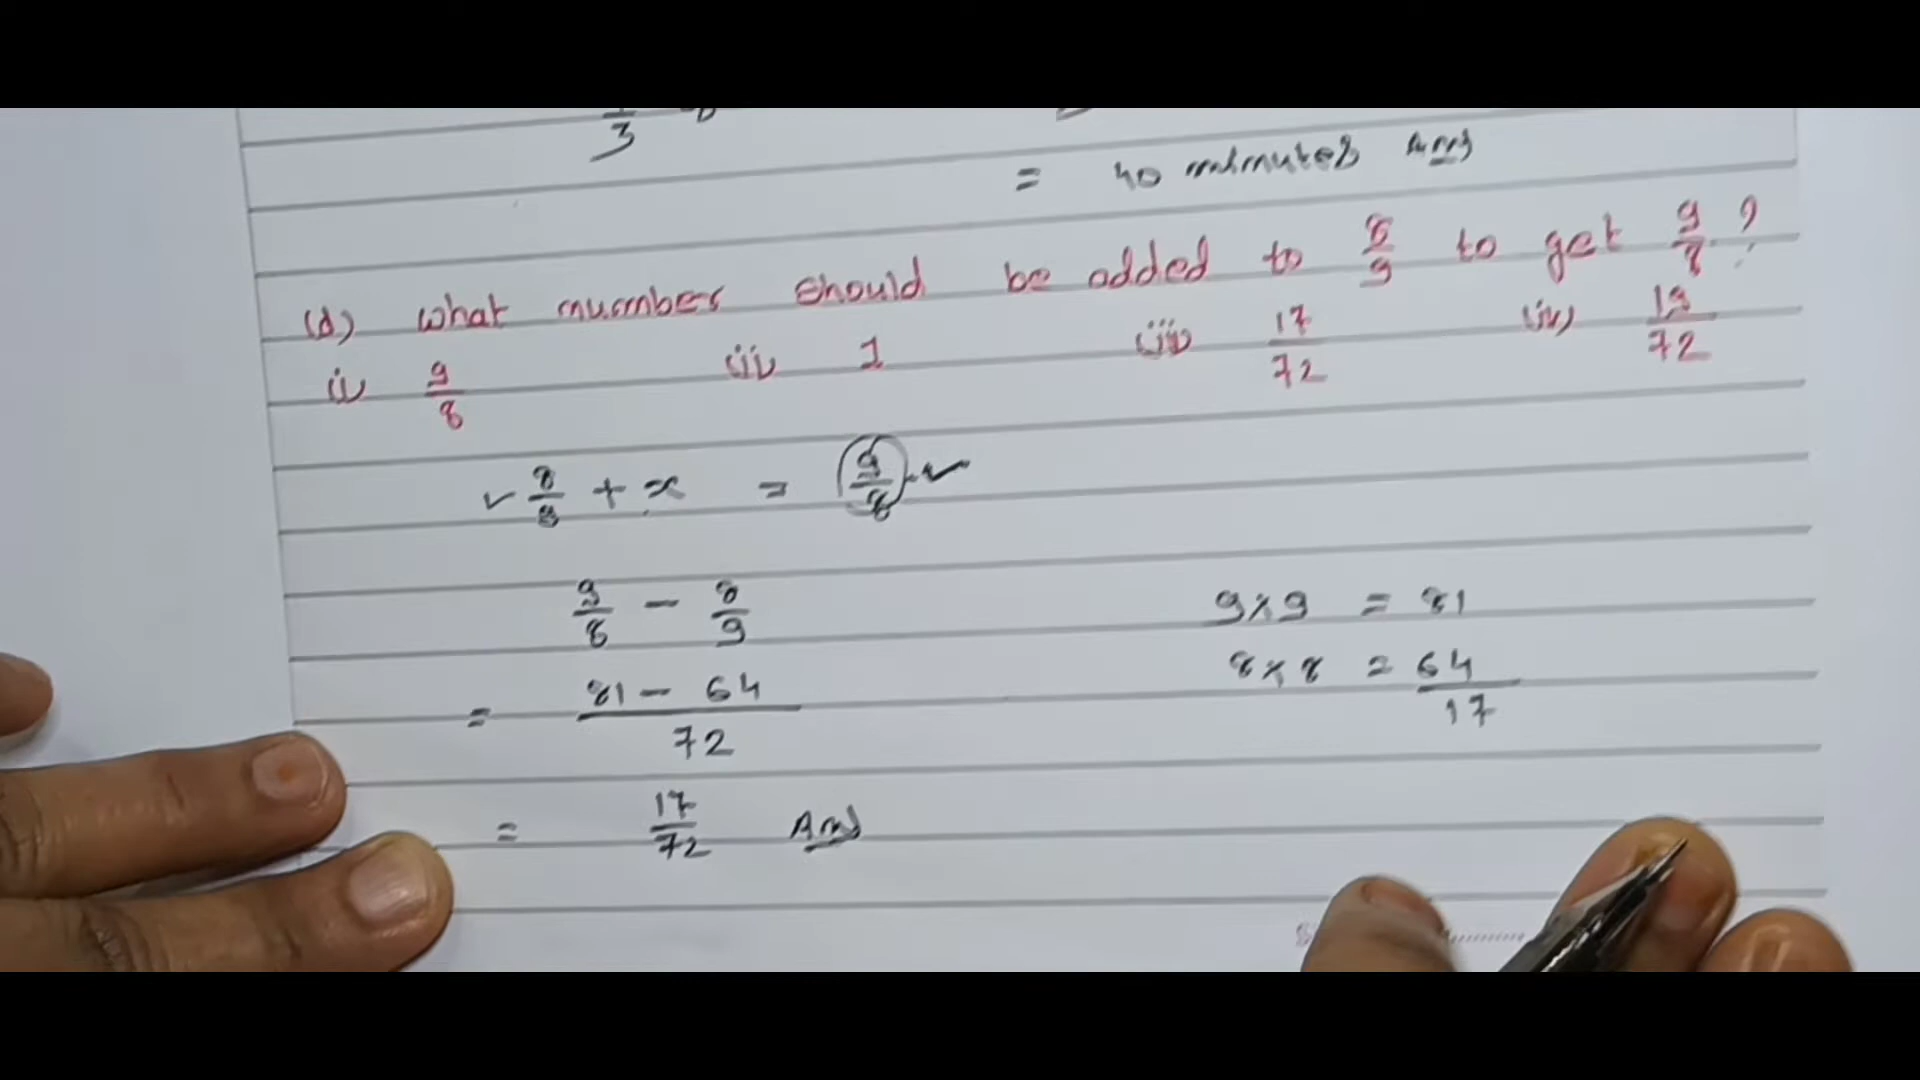 1/3
= 40 minutes Ans
(d) what number should be added to 8/9 to get 9/8 ?
(i) 9/8 (ii) 1 (iii) 17/72 (iv) 19/72
8/9 + x = 9/8
9/8 - 8/9
9×9 = 81
8×8 = 64
17
= 81 - 64 / 72
= 17/72 Ans